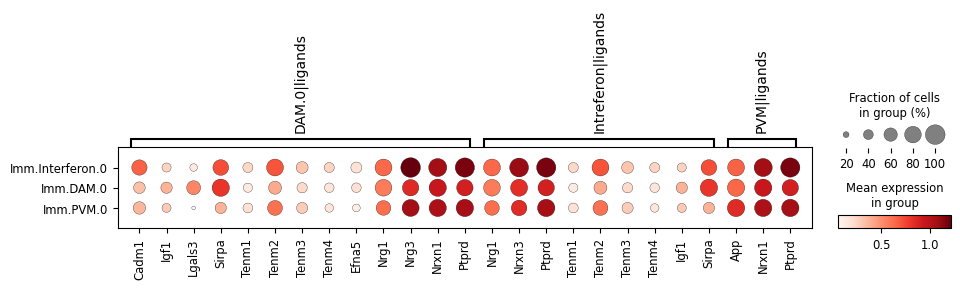 DAM.0|ligands
Intreferon|ligands
PVM|ligands
Imm.Interferon.0
Imm.DAM.0
Imm.PVM.0
Cadm1 Igf1 Lgals3 Sirpa Tenm1 Tenm2 Tenm3 Tenm4 Efna5 Nrg1 Nrg3 Nrxn1 Ptprd Nrg1 Nrxn3 Ptprd Tenm1 Tenm2 Tenm3 Tenm4 Igf1 Sirpa App Nrxn1 Ptprd
Fraction of cells
in group (%)
20 40 60 80 100
Mean expression
in group
0.5 1.0